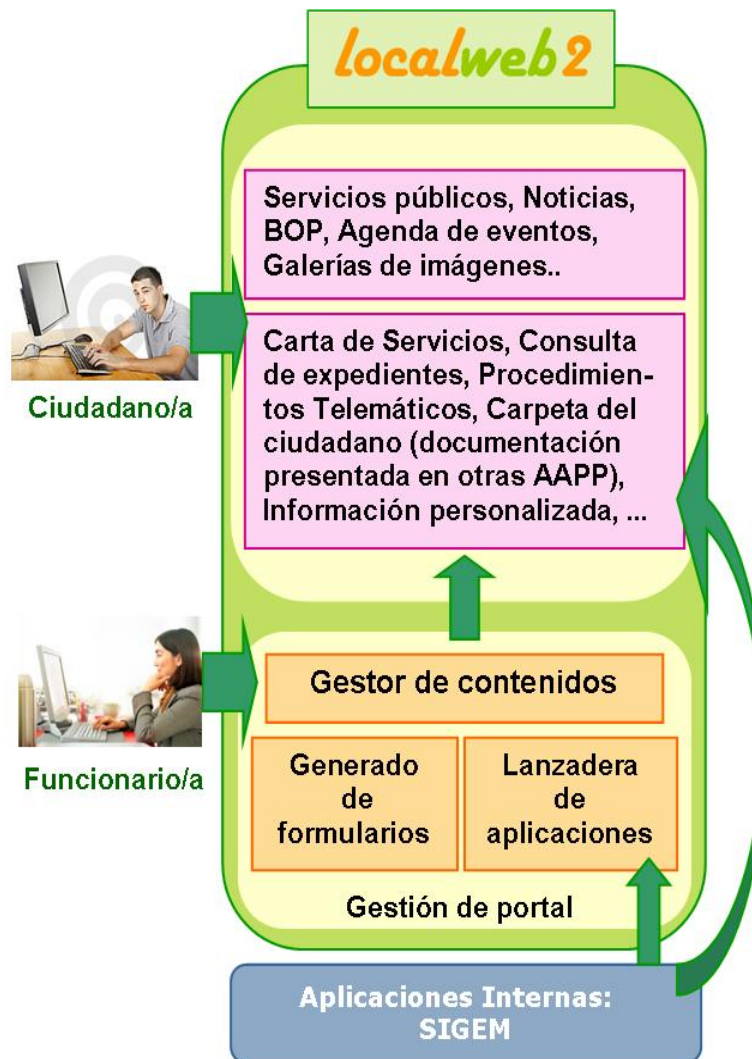 localweb2
Servicios públicos, Noticias,
BOP, Agenda de eventos,
Galerías de imágenes..
Carta de Servicios, Consulta
de expedientes, Procedimien-
tos Telemáticos, Carpeta del
ciudadano (documentación
presentada en otras AAPP),
Información personalizada, ...
Ciudadano/a
Gestor de contenidos
Funcionario/a
Generado
de
formularios
Lanzadera
de
aplicaciones
Gestión de portal
Aplicaciones Internas:
SIGEM